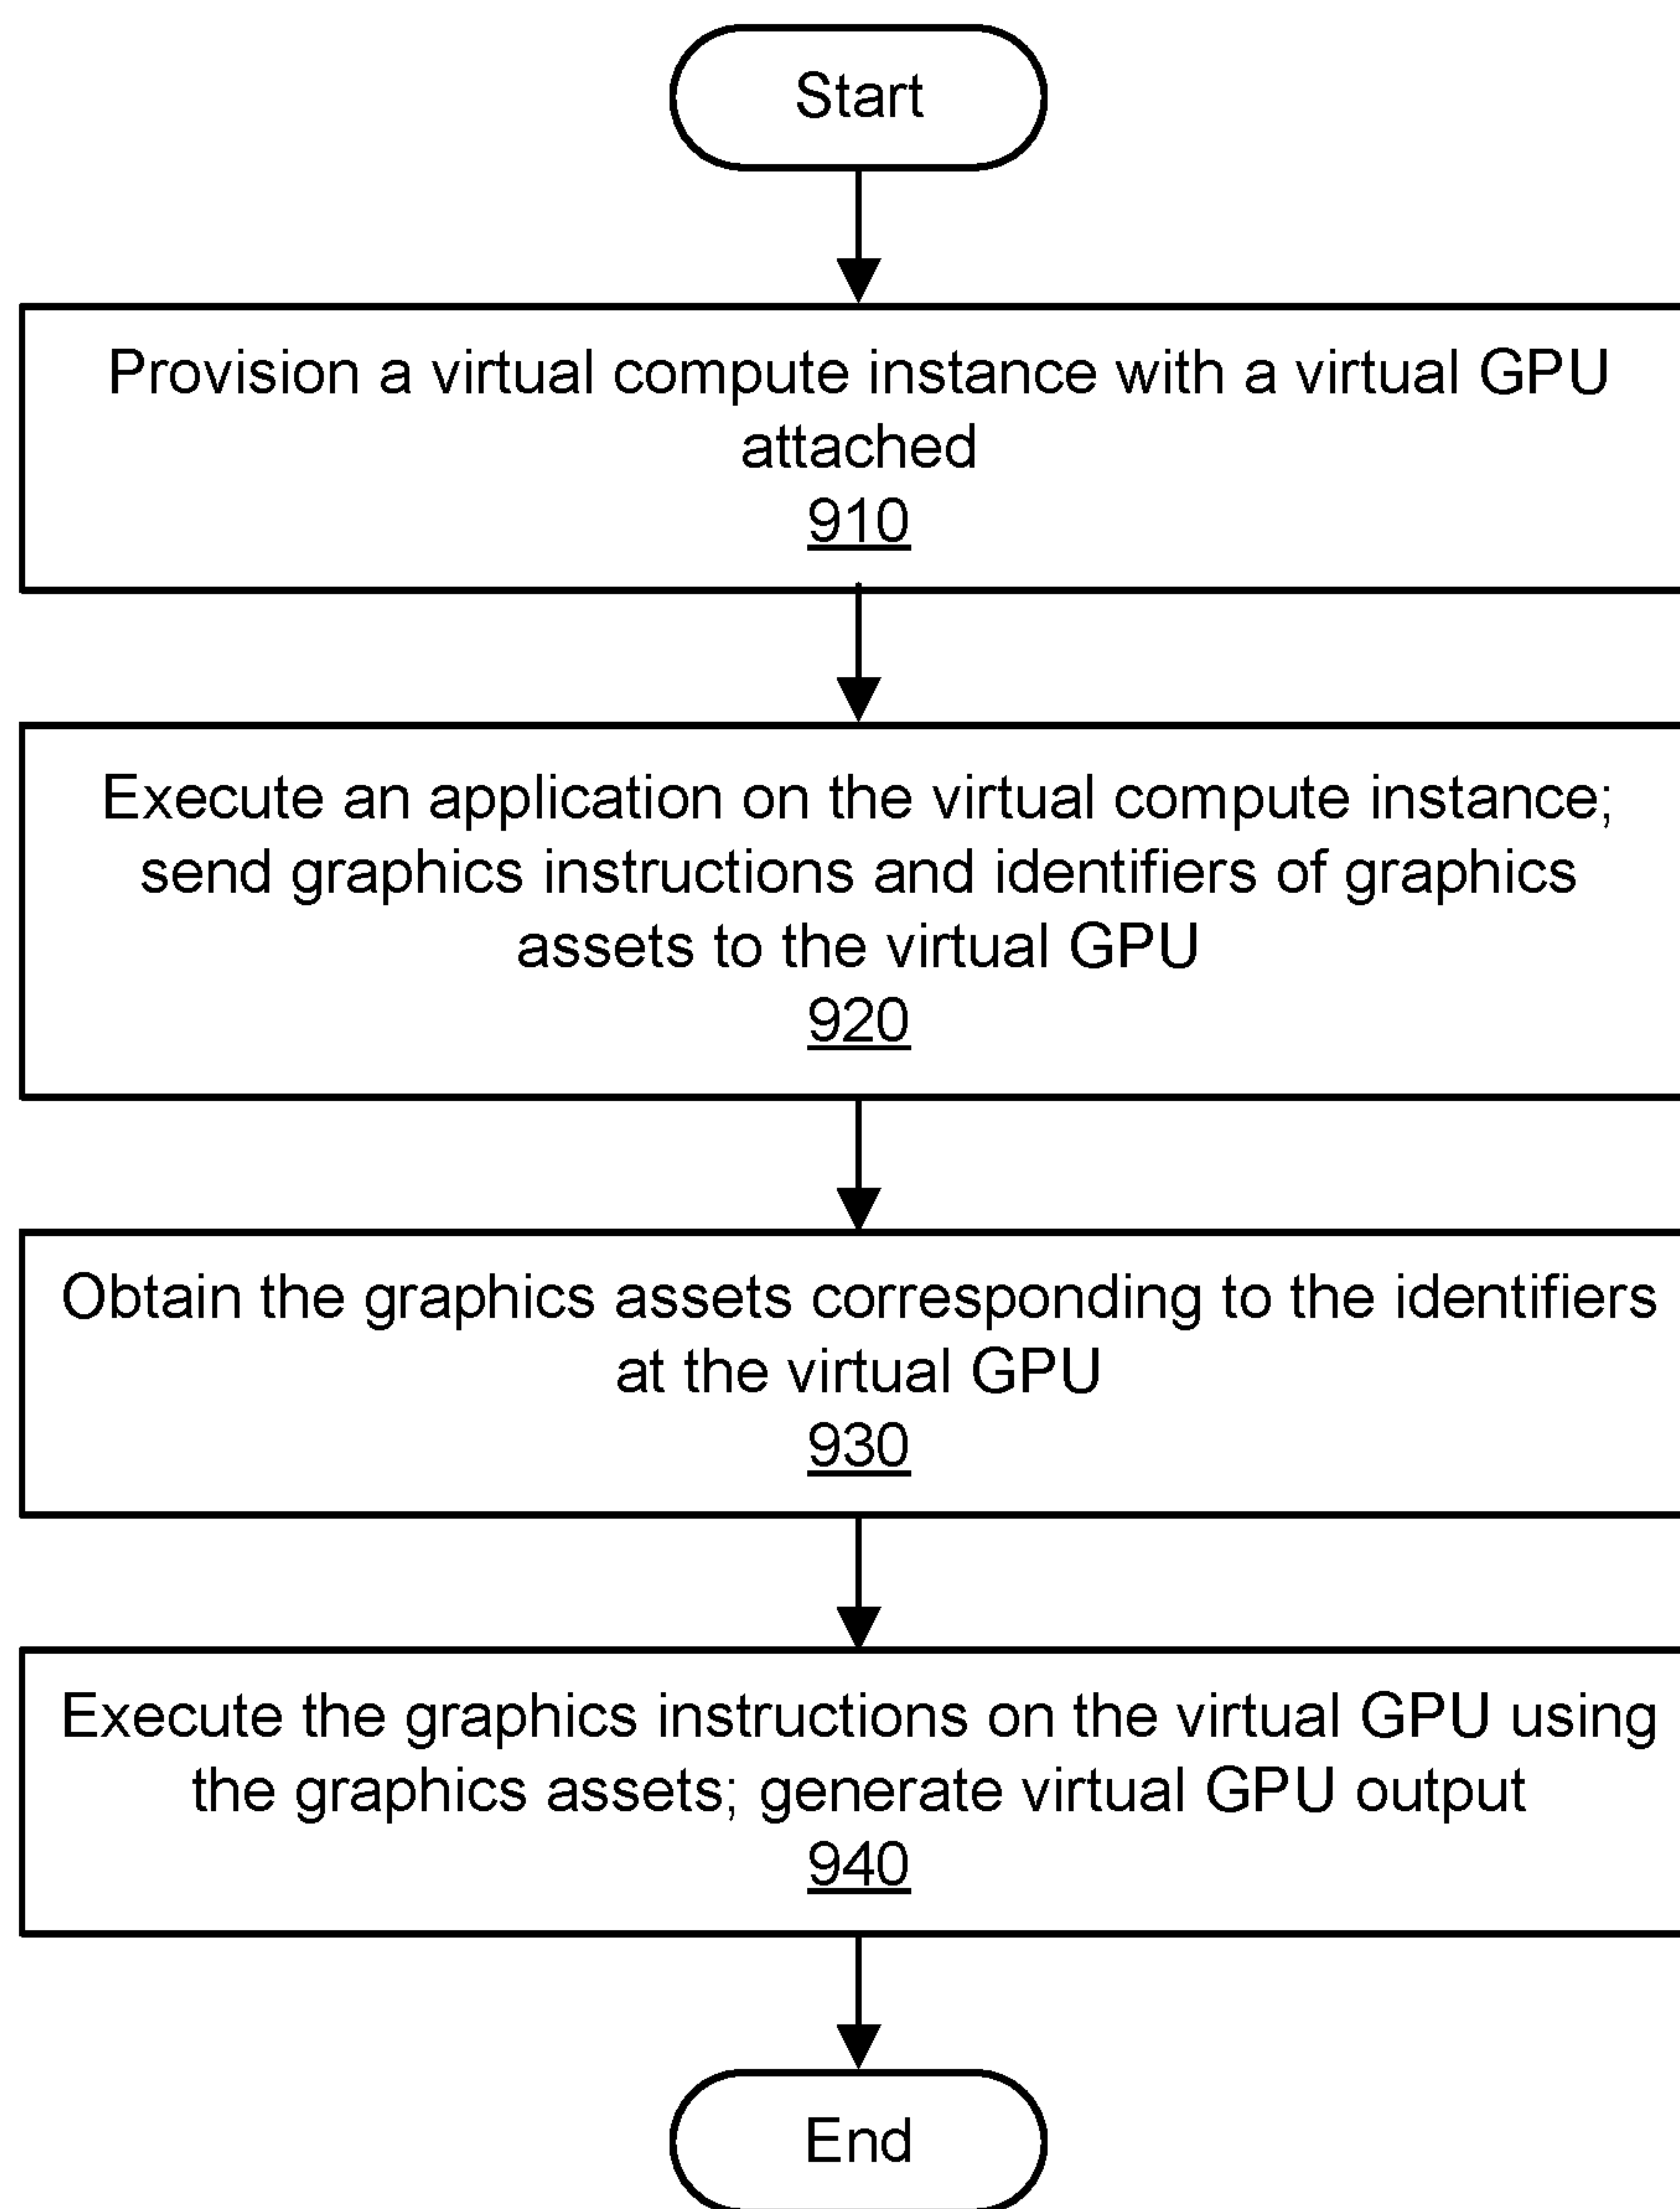 Start
Provision a virtual compute instance with a virtual GPU
attached
910
Execute an application on the virtual compute instance;
send graphics instructions and identifiers of graphics
assets to the virtual GPU
920
Obtain the graphics assets corresponding to the identifiers
at the virtual GPU
930
Execute the graphics instructions on the virtual GPU using
the graphics assets; generate virtual GPU output
940
End